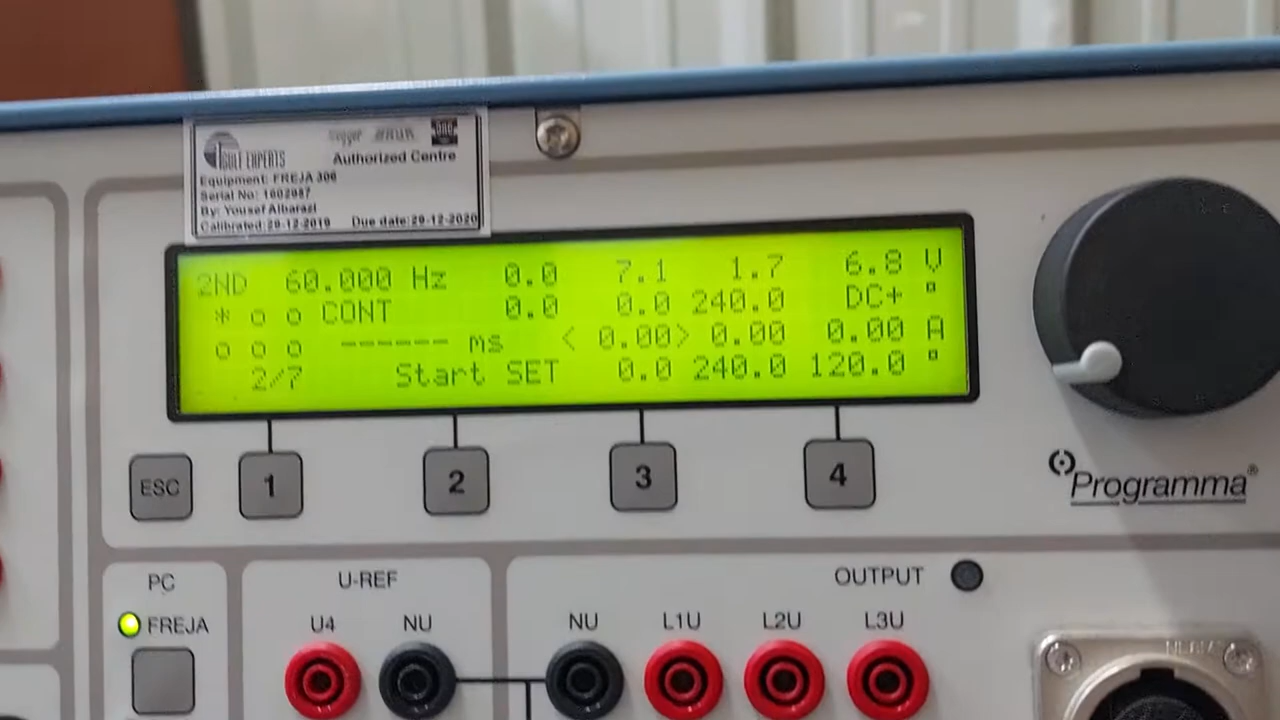 GULF EXPERTS
Authorized Centre
Equipment: FREJA 306
Serial No: 1602987
By: Yousef Albarazi
Calibrated:29-12-2019 Due date:29-12-2020
2ND 60.000 Hz 0.0 7.1 1.7 6.8 V
* o o CONT 0.0 0.0 240.0 DC+ °
o o o ------ ms < 0.00> 0.00 0.00 A
2/7 Start SET 0.0 240.0 120.0 °
ESC 1 2 3 4
Programma®
PC
U-REF
OUTPUT
FREJA
U4 NU NU L1U L2U L3U